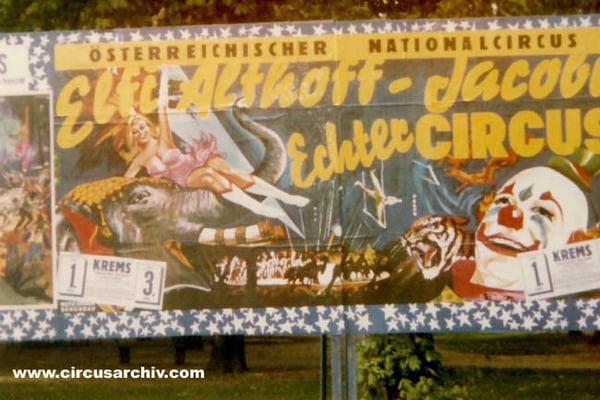 ÖSTERREICHISCHER NATIONALCIRCUS
Elfi Althoff-Jacobi
Echter CIRCUS
1 KREMS 3
1 KREMS
www.circusarchiv.com